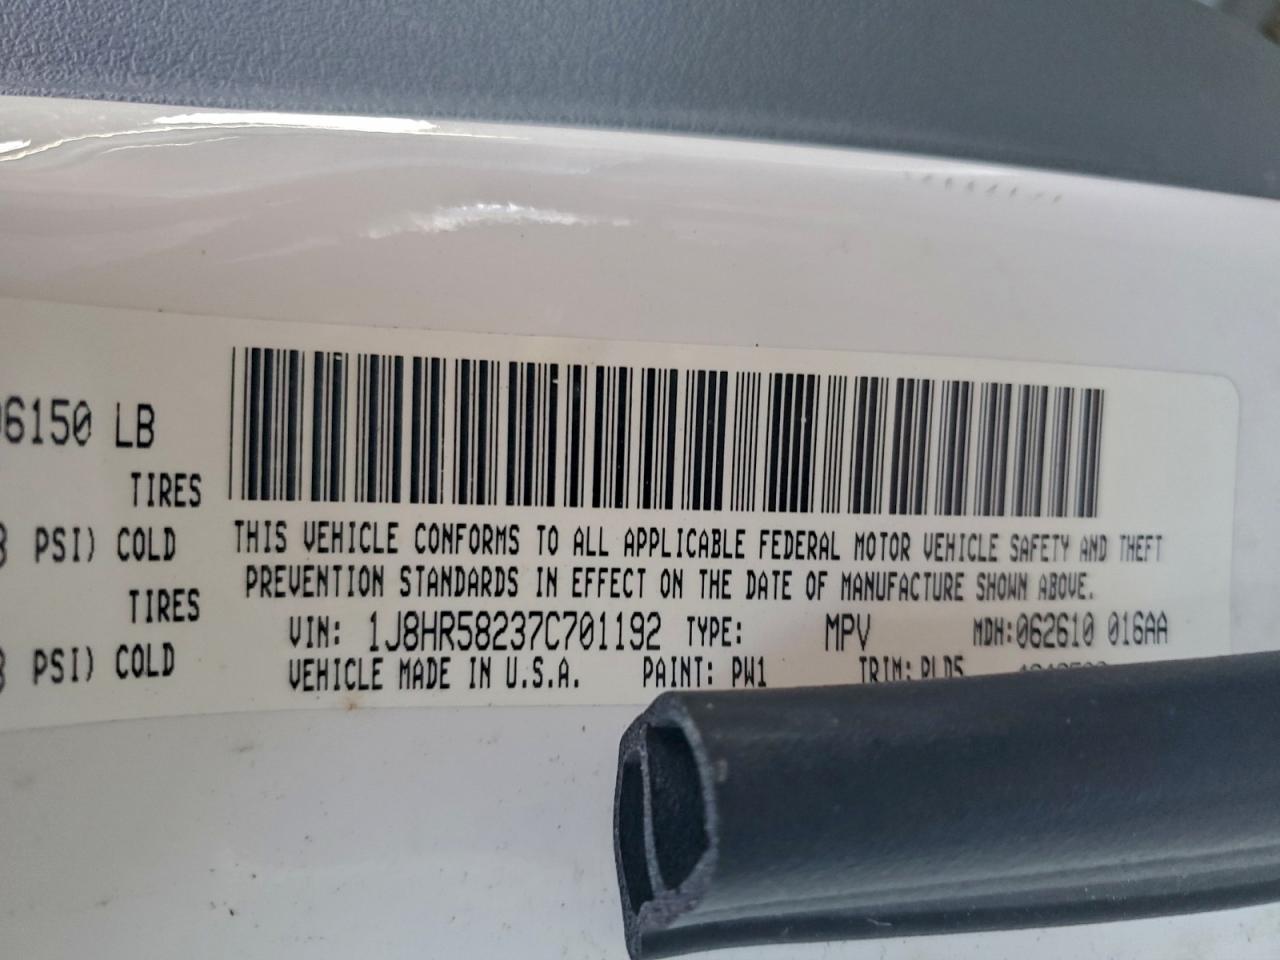 6150 LB
TIRES
PSI) COLD
TIRES
PSI) COLD
THIS VEHICLE CONFORMS TO ALL APPLICABLE FEDERAL MOTOR VEHICLE SAFETY AND THEFT
PREVENTION STANDARDS IN EFFECT ON THE DATE OF MANUFACTURE SHOWN ABOVE.
VIN: 1J8HR58237C701192 TYPE: MPV MDH:062610 016AA
VEHICLE MADE IN U.S.A. PAINT: PW1 TRIM: